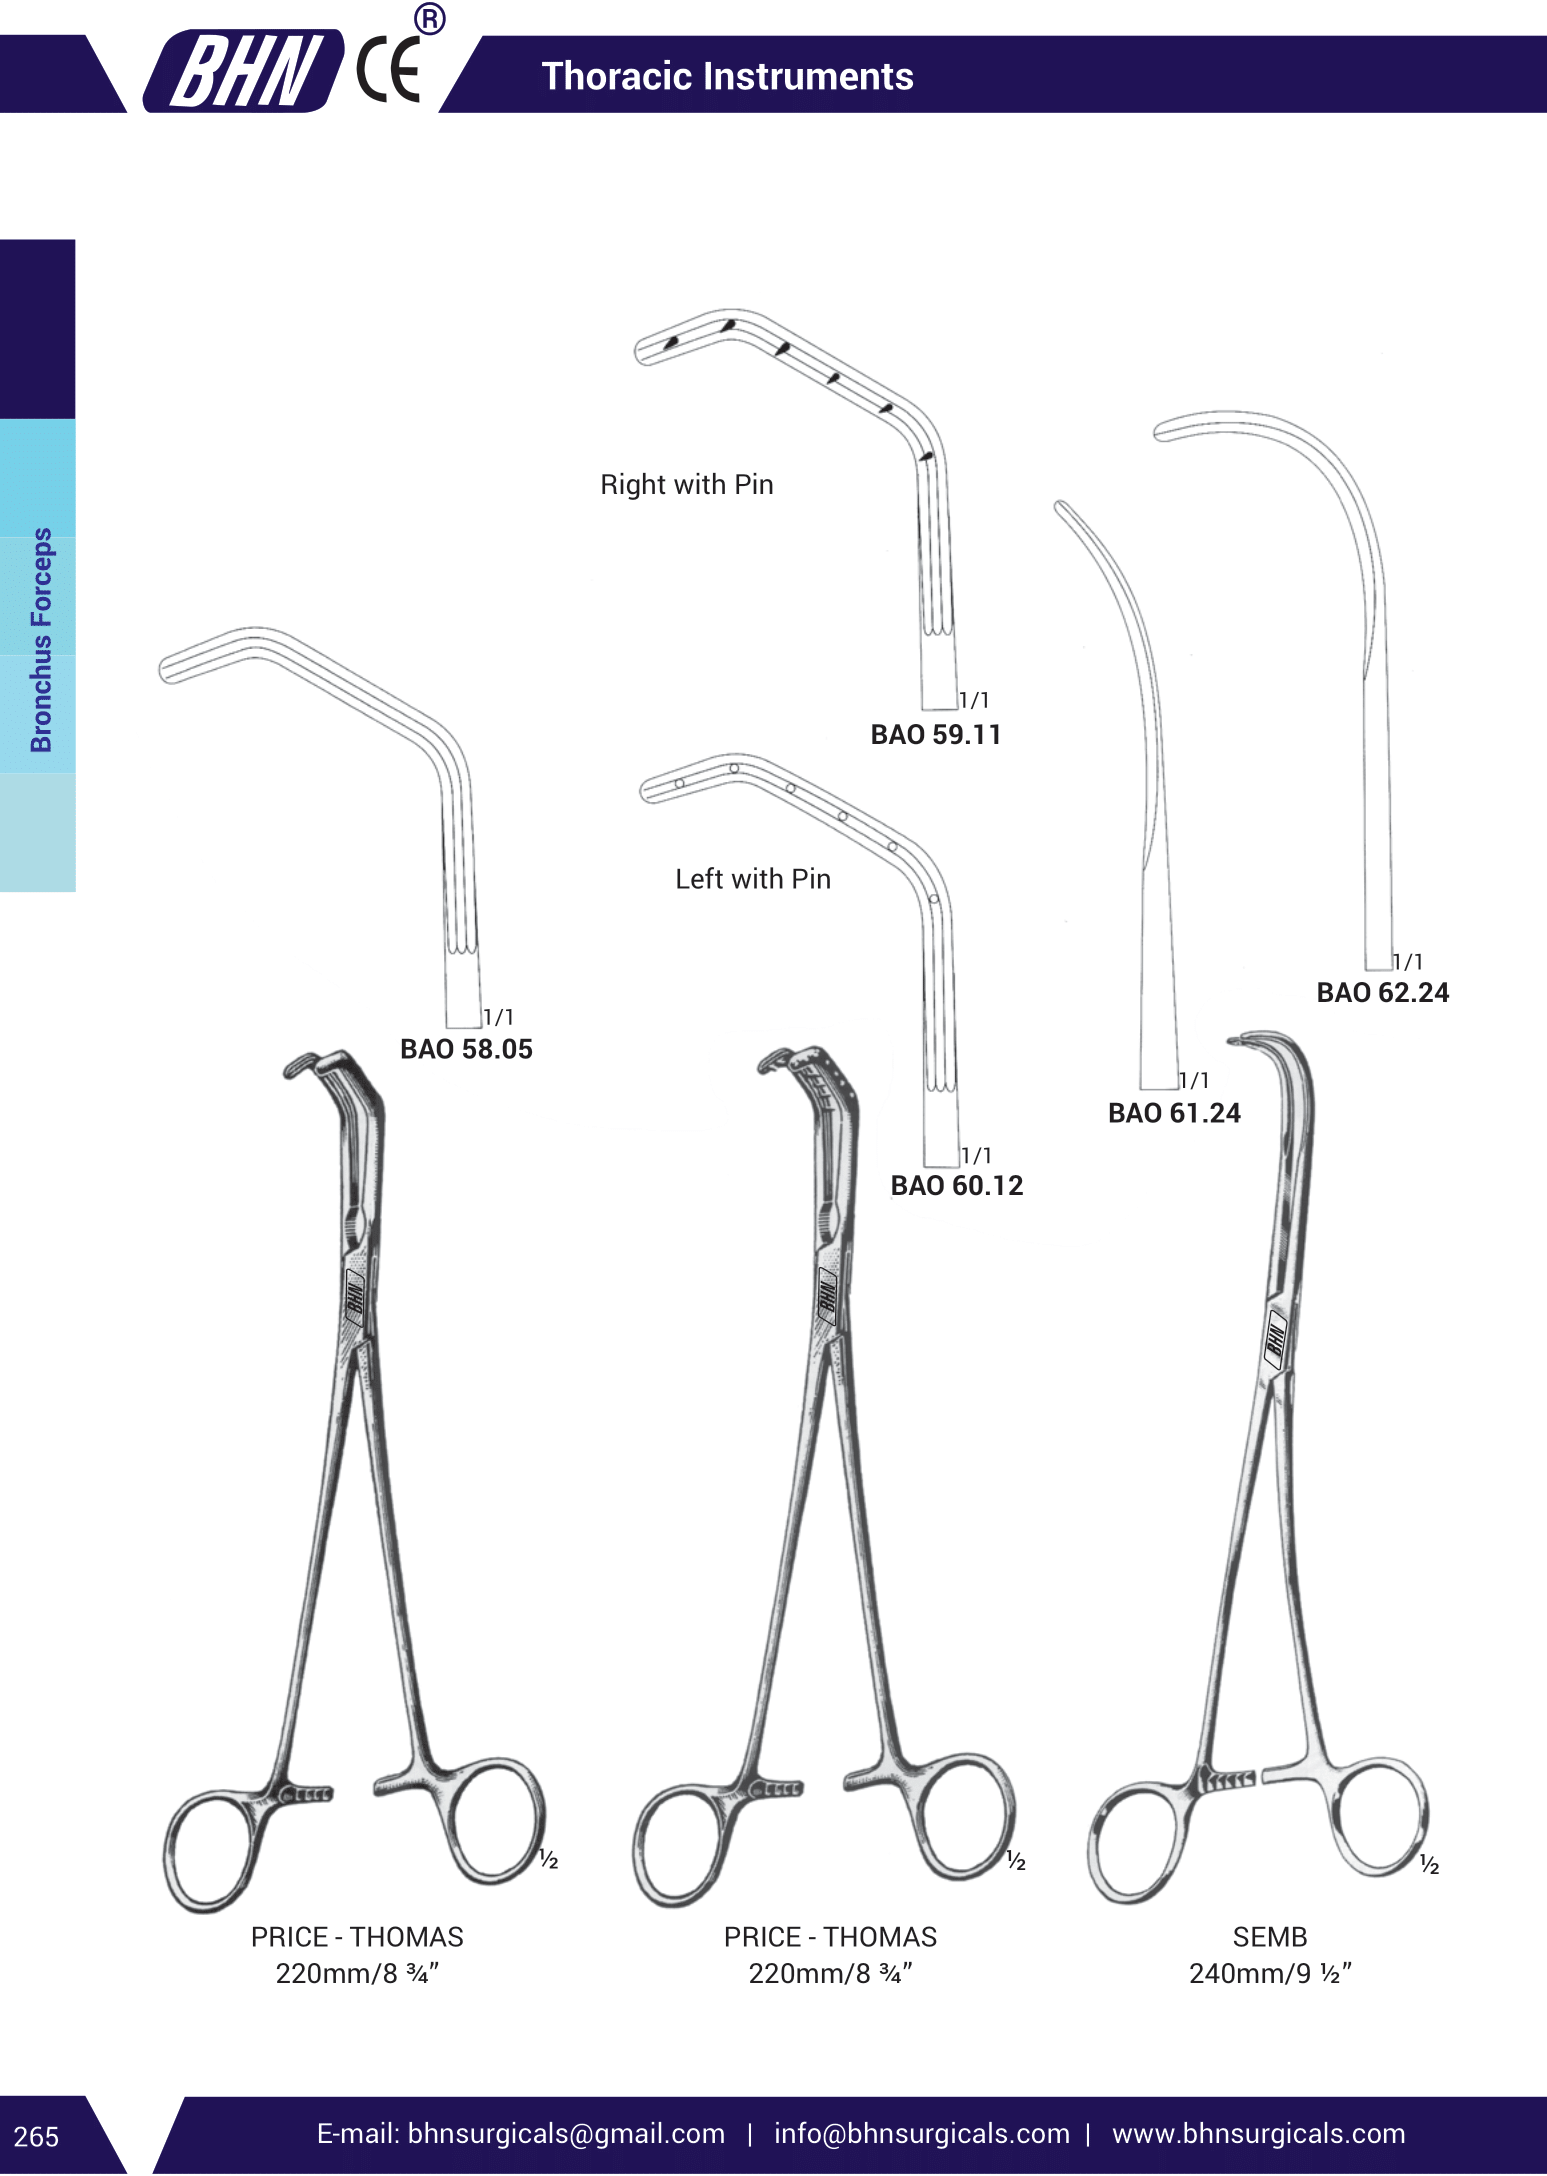 BHN CE ®
Thoracic Instruments
Bronchus Forceps
Right with Pin
1/1
BAO 59.11
Left with Pin
1/1
BAO 62.24
1/1
BAO 58.05
1/1
BAO 61.24
1/1
BAO 60.12
BHN
BHN
BHN
½
½
½
PRICE - THOMAS
220mm/8 ¾”
PRICE - THOMAS
220mm/8 ¾”
SEMB
240mm/9 ½”
265
E-mail: bhnsurgicals@gmail.com | info@bhnsurgicals.com | www.bhnsurgicals.com